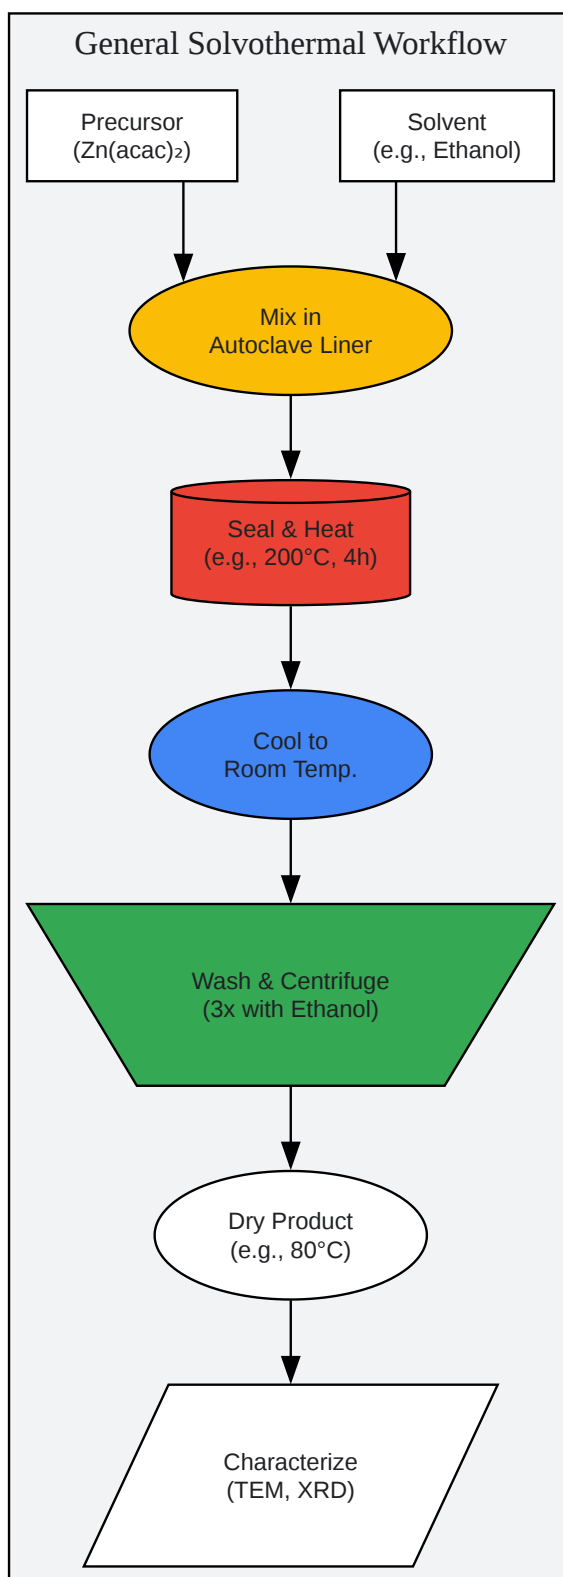 General Solvothermal Workflow
Precursor
(Zn(acac)₂)
Solvent
(e.g., Ethanol)
Mix in
Autoclave Liner
Seal & Heat
(e.g., 200°C, 4h)
Cool to
Room Temp.
Wash & Centrifuge
(3x with Ethanol)
Dry Product
(e.g., 80°C)
Characterize
(TEM, XRD)